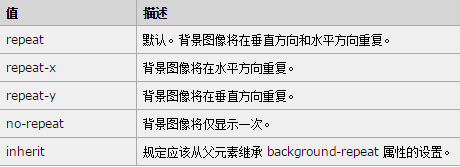 值 描述
repeat 默认。背景图像将在垂直方向和水平方向重复。
repeat-x 背景图像将在水平方向重复。
repeat-y 背景图像将在垂直方向重复。
no-repeat 背景图像将仅显示一次。
inherit 规定应该从父元素继承 background-repeat 属性的设置。